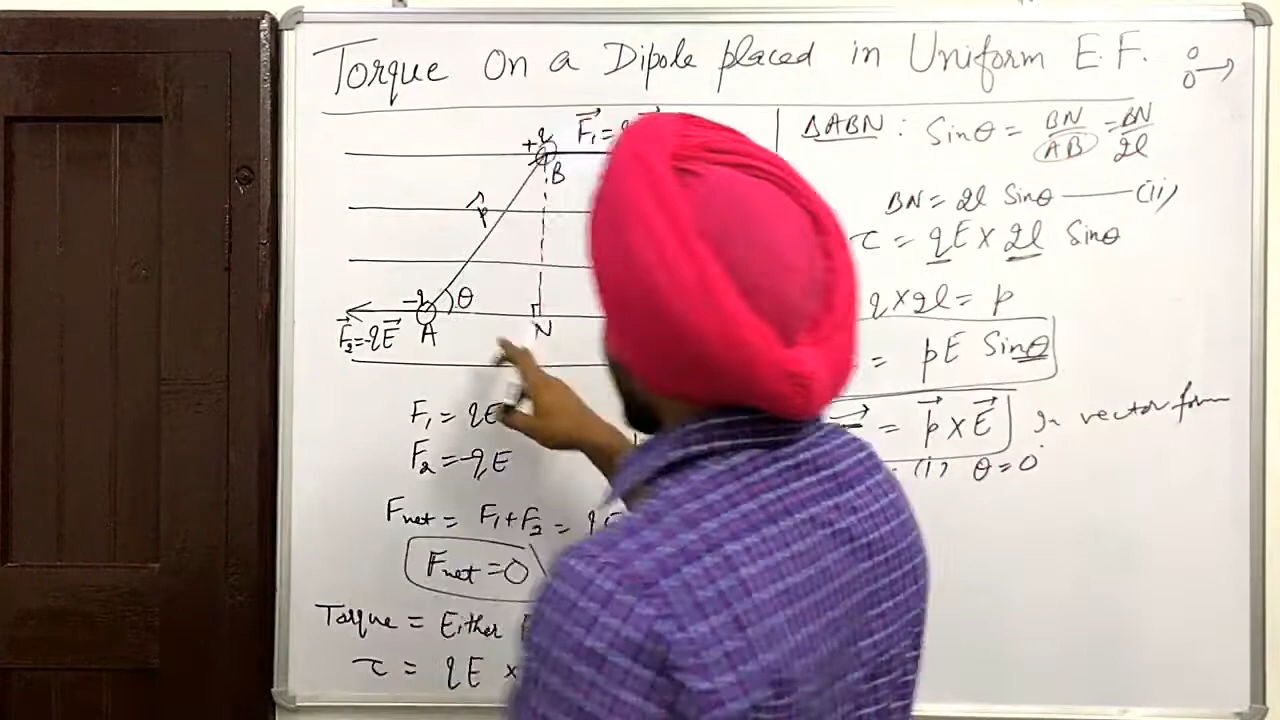 Torque on a Dipole placed in Uniform E.F.
+q
F⃗₁ =
B
p⃗
-q
θ
F⃗₂=-qE⃗
A
N
F₁ = qE
F₂ = -qE
Fnet = F₁+F₂ = q
Fnet = 0
Torque = Either
τ = qE ×
ΔABN : Sinθ = BN/AB = BN/2l
BN = 2l Sinθ —— (ii)
τ = qE × 2l Sinθ
q × 2l = p
= pE Sinθ
= p⃗ × E⃗ In vector form
(i) θ = 0°